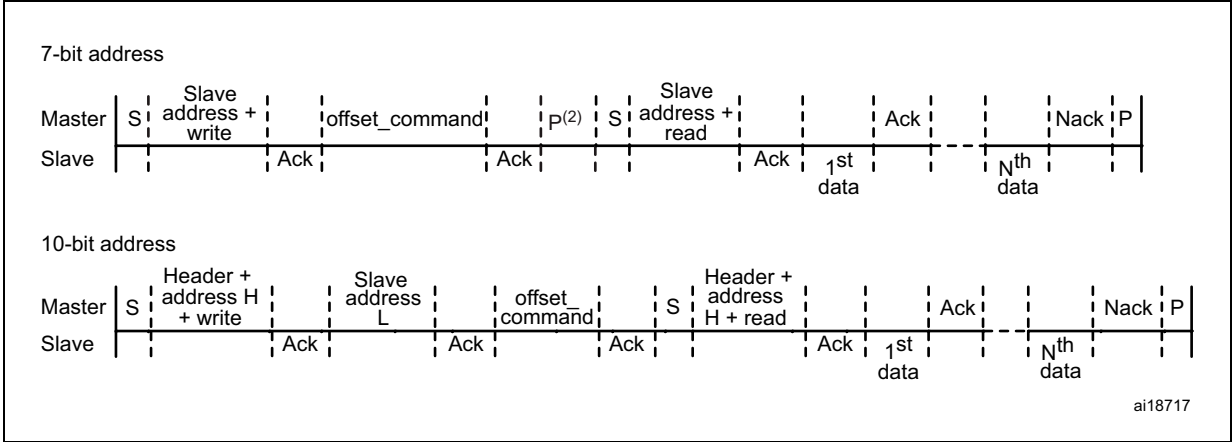 7-bit address
Slave
address +
write
Slave
address +
read
Master S offset_command P(2) S Ack Nack P
Slave Ack Ack Ack 1st data Nth data
10-bit address
Header +
address H
+ write
Slave
address
L
offset_
command
Header +
address
H + read
Master S S Ack Nack P
Slave Ack Ack Ack Ack 1st data Nth data
ai18717